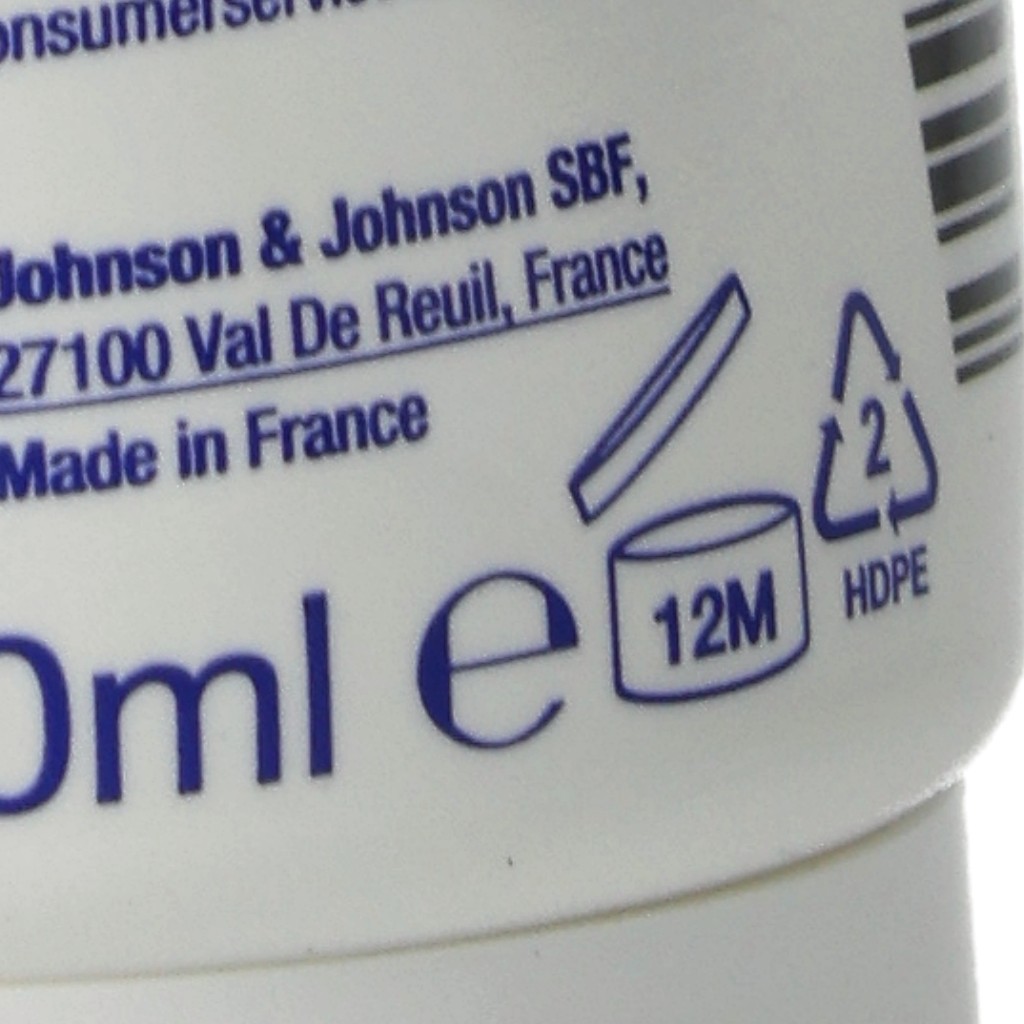 Johnson & Johnson SBF,
27100 Val De Reuil, France
Made in France
0ml e
12M
2
HDPE